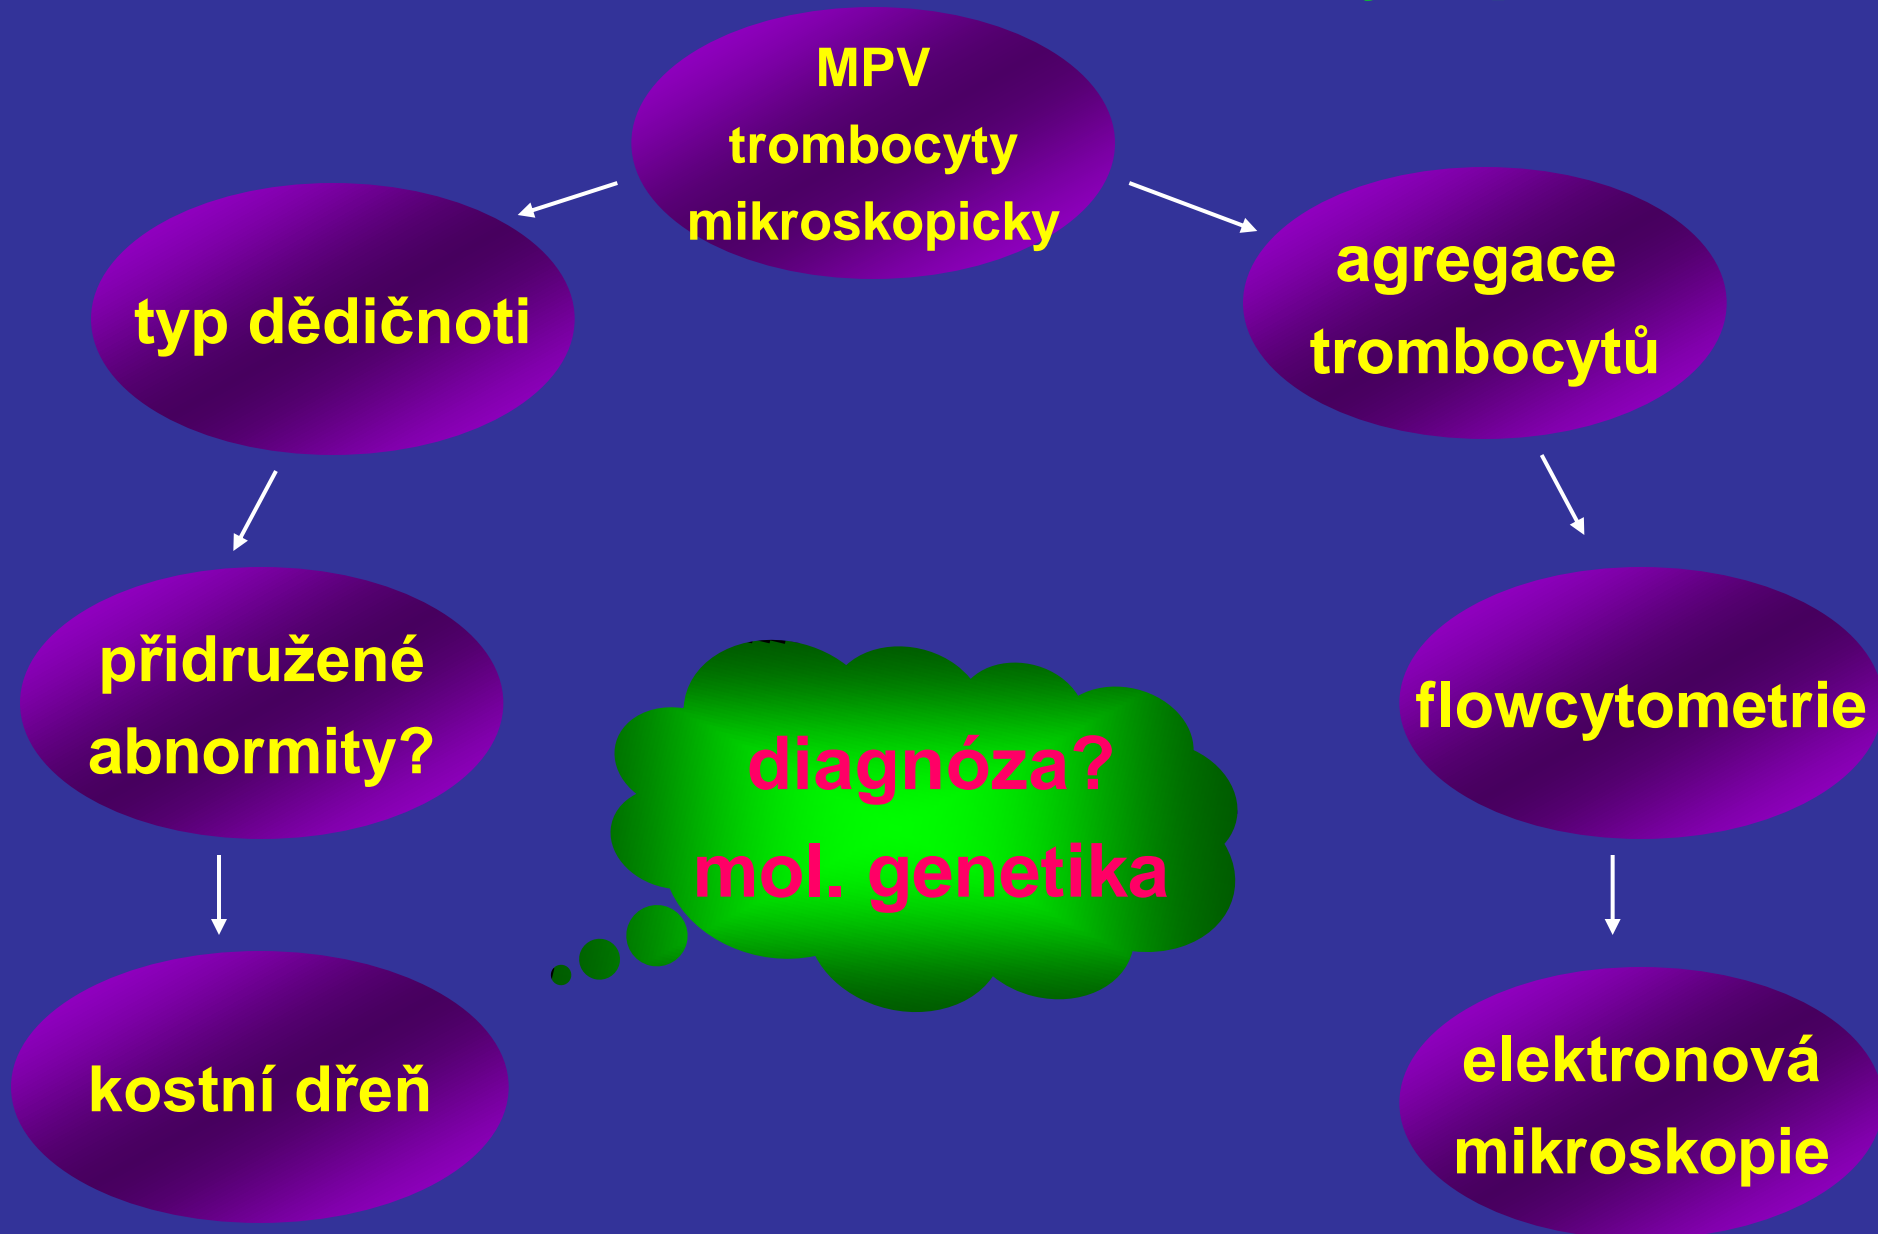 MPV
trombocyty
mikroskopicky
typ dědičnoti
agregace
trombocytů
přidružené
abnormity?
flowcytometrie
diagnóza?
mol. genetika
kostní dřeň
elektronová
mikroskopie